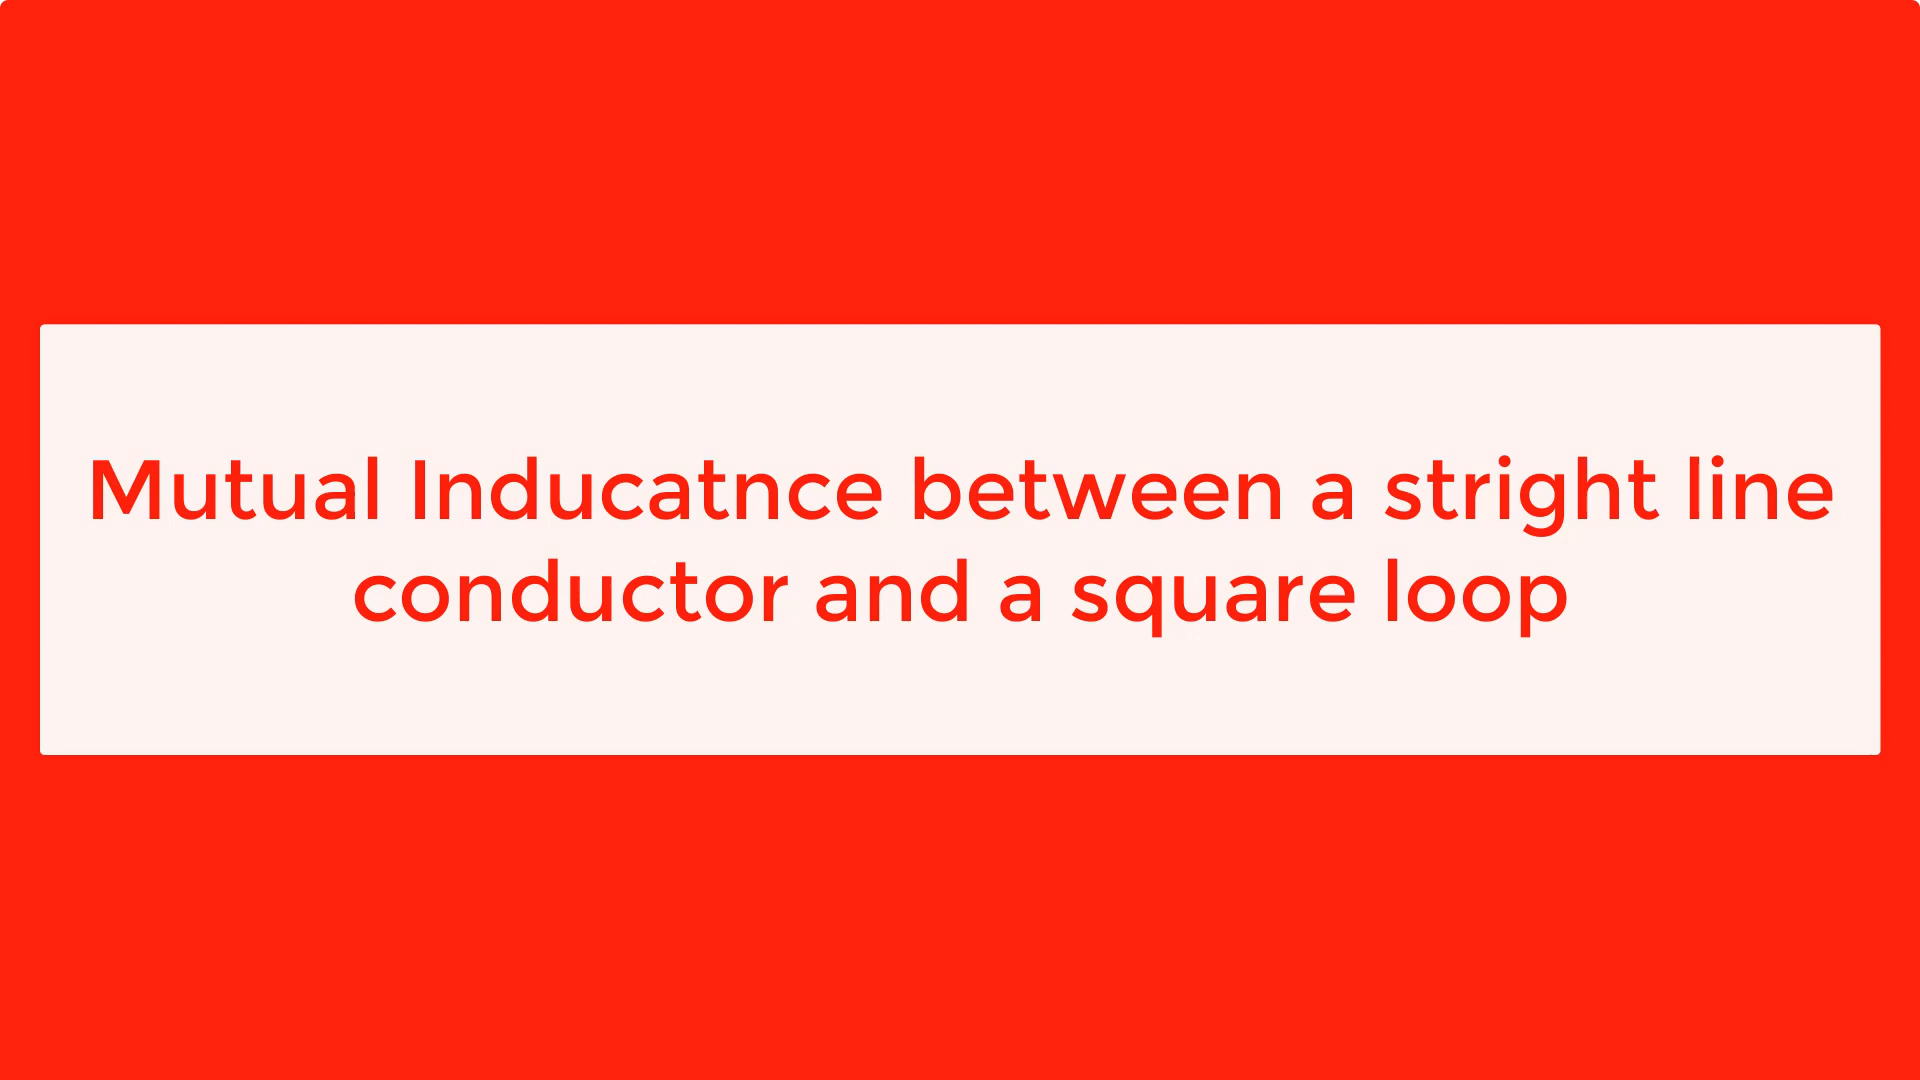 Mutual Inducatnce between a stright line
conductor and a square loop